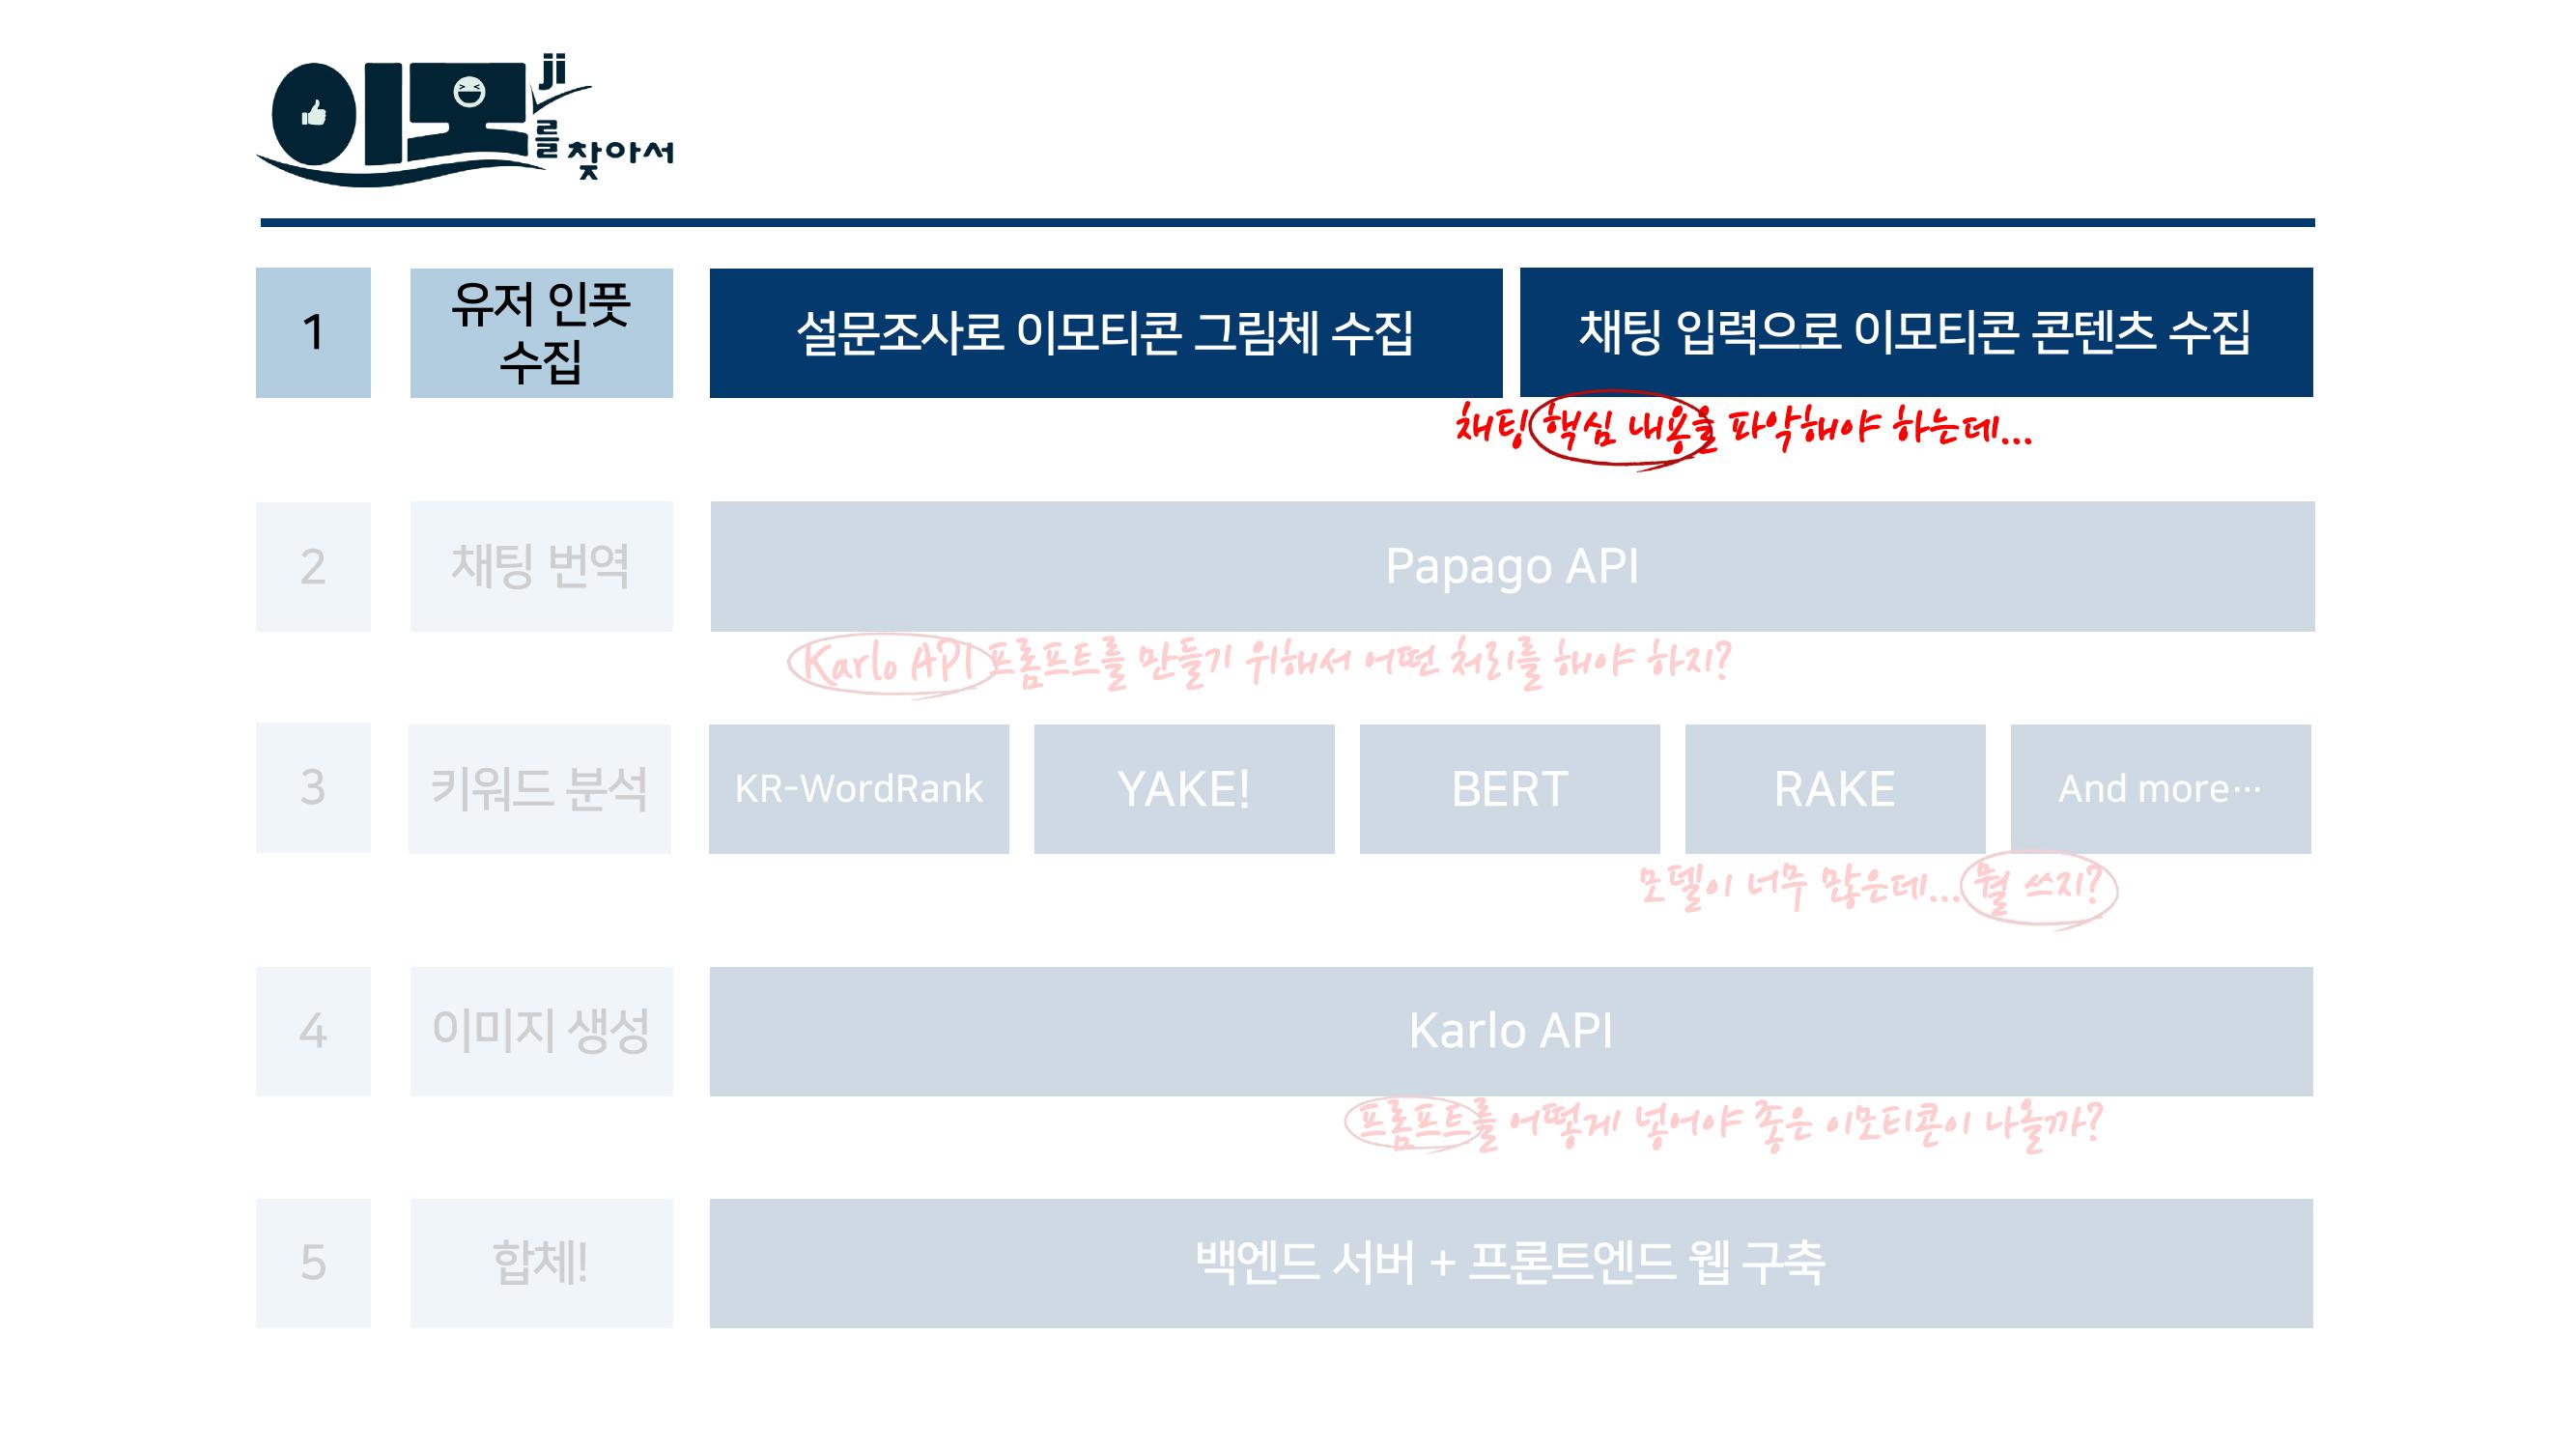 이모ji를 찾아서
1
유저 인풋
수집
설문조사로 이모티콘 그림체 수집
채팅 입력으로 이모티콘 콘텐츠 수집
채팅 핵심 내용을 파악해야 하는데...
2
채팅 번역
Papago API
Karlo API 프롬프트를 만들기 위해서 어떤 처리를 해야 하지?
3
키워드 분석
KR-WordRank
YAKE!
BERT
RAKE
And more…
모델이 너무 많은데... 뭘 쓰지?
4
이미지 생성
Karlo API
프롬프트를 어떻게 넣어야 좋은 이모티콘이 나올까?
5
합체!
백엔드 서버 + 프론트엔드 웹 구축